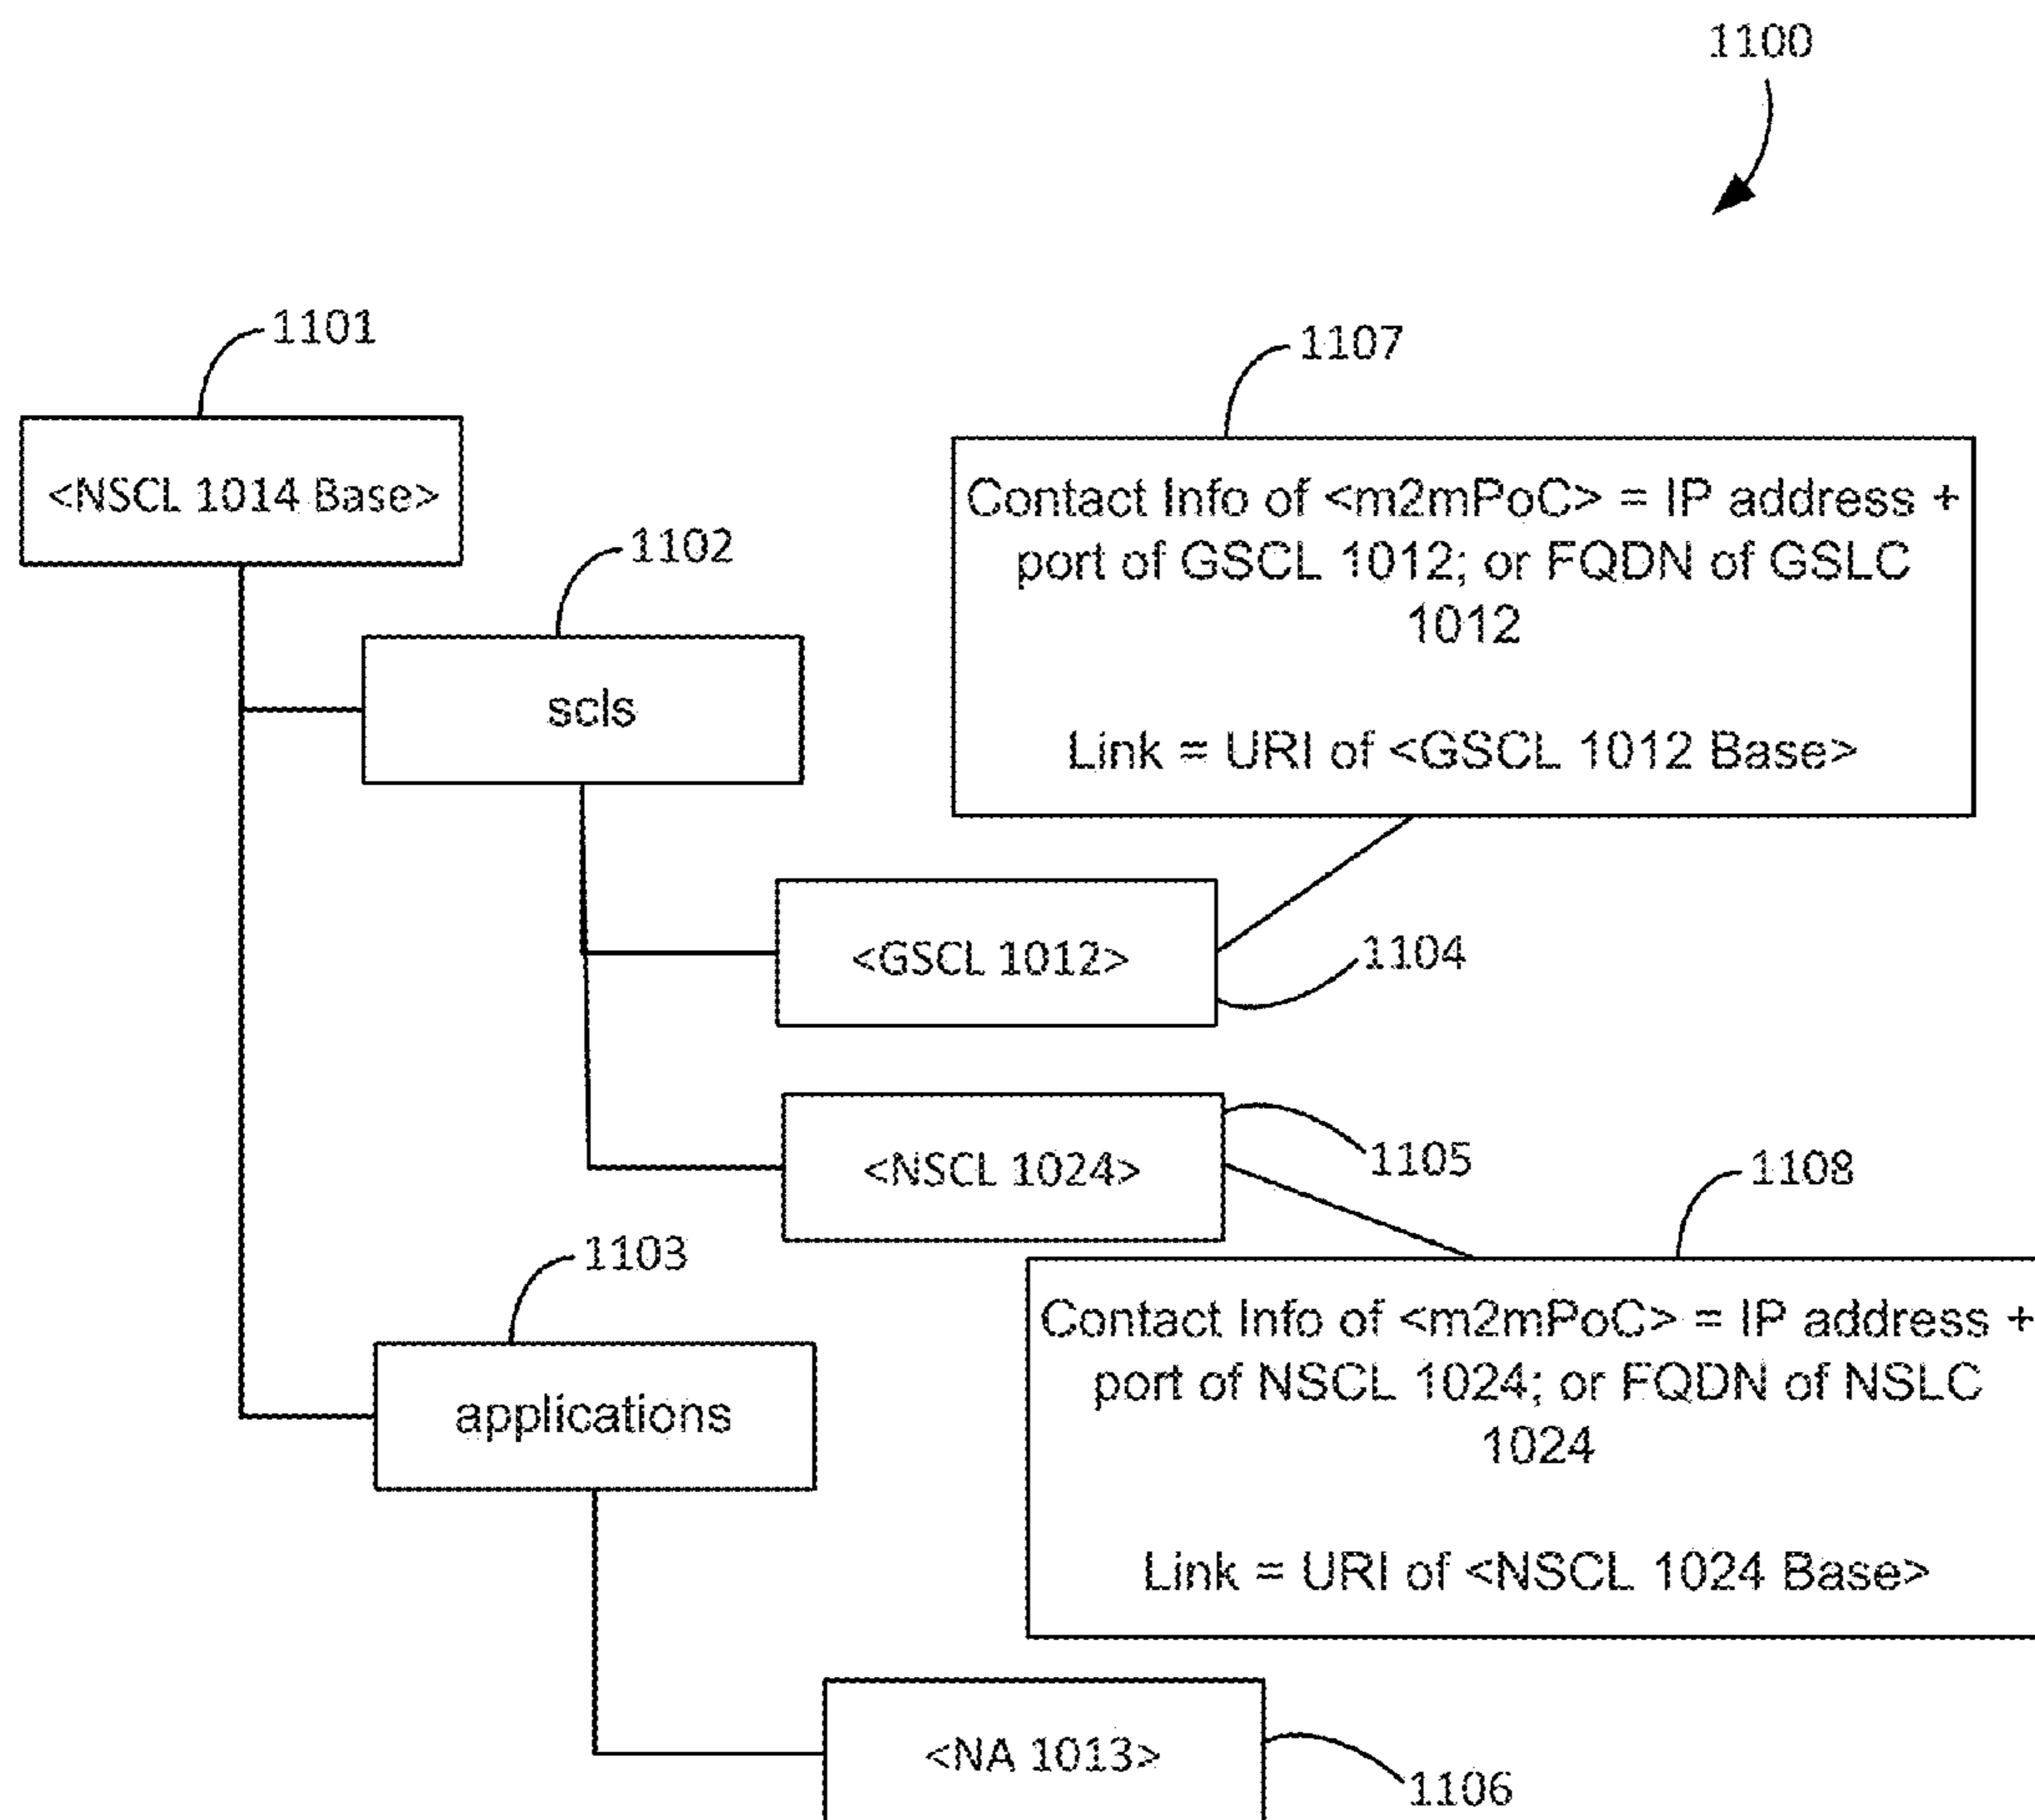 1100
1101
<NSCL 1014 Base>
1102
scls
1107
Contact Info of <m2mPoC> = IP address +
port of GSCL 1012; or FQDN of GSLC
1012
Link = URI of <GSCL 1012 Base>
<GSCL 1012>
1104
<NSCL 1024>
1105
1108
Contact Info of <m2mPoC> = IP address +
port of NSCL 1024; or FQDN of NSLC
1024
Link = URI of <NSCL 1024 Base>
1103
applications
<NA 1013>
1106